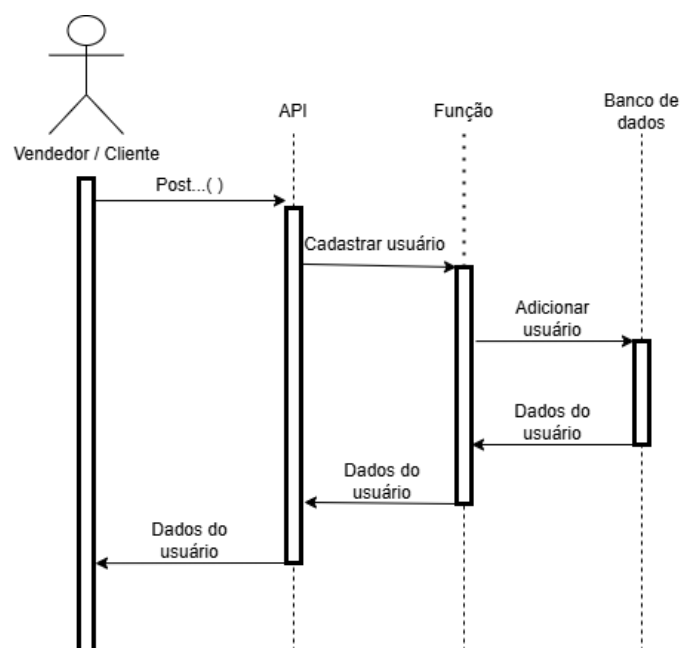 Vendedor / Cliente
API
Função
Banco de
dados
Post...( )
Cadastrar usuário
Adicionar
usuário
Dados do
usuário
Dados do
usuário
Dados do
usuário